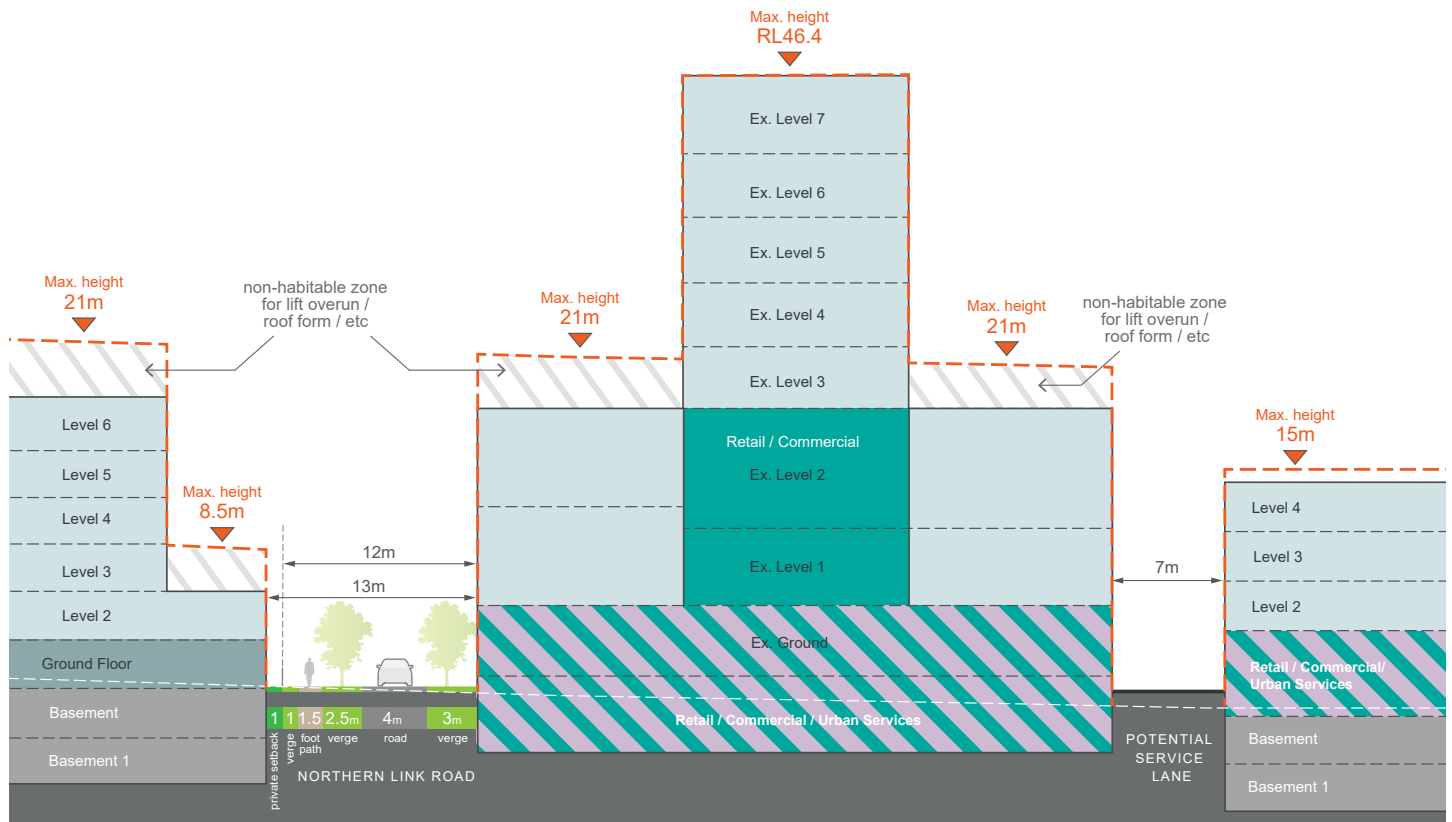 Max. height
RL46.4
Ex. Level 7
Ex. Level 6
Ex. Level 5
Ex. Level 4
Ex. Level 3
Max. height
21m
non-habitable zone
for lift overun /
roof form / etc
Max. height
21m
Max. height
21m
non-habitable zone
for lift overun /
roof form / etc
Level 6
Level 5
Level 4
Level 3
Level 2
Ground Floor
Basement
Basement 1
Max. height
8.5m
12m
13m
1
1
1.5
2.5m
4m
3m
private setback
verge
foot
path
verge
road
verge
NORTHERN LINK ROAD
Retail / Commercial
Ex. Level 2
Ex. Level 1
Ex. Ground
Retail / Commercial / Urban Services
7m
POTENTIAL
SERVICE
LANE
Max. height
15m
Level 4
Level 3
Level 2
Retail / Commercial/
Urban Services
Basement
Basement 1